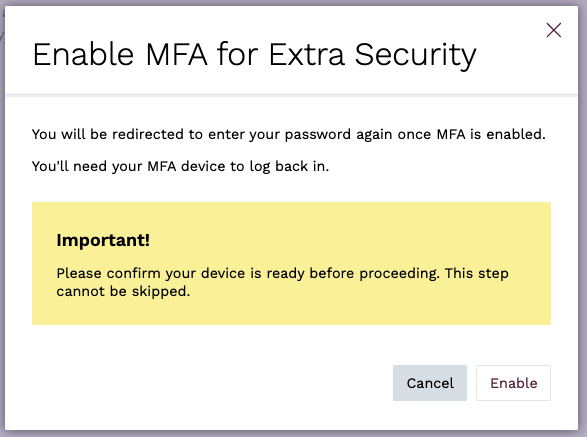 Enable MFA for Extra Security
You will be redirected to enter your password again once MFA is enabled.
You'll need your MFA device to log back in.
Important!
Please confirm your device is ready before proceeding. This step
cannot be skipped.
Cancel Enable